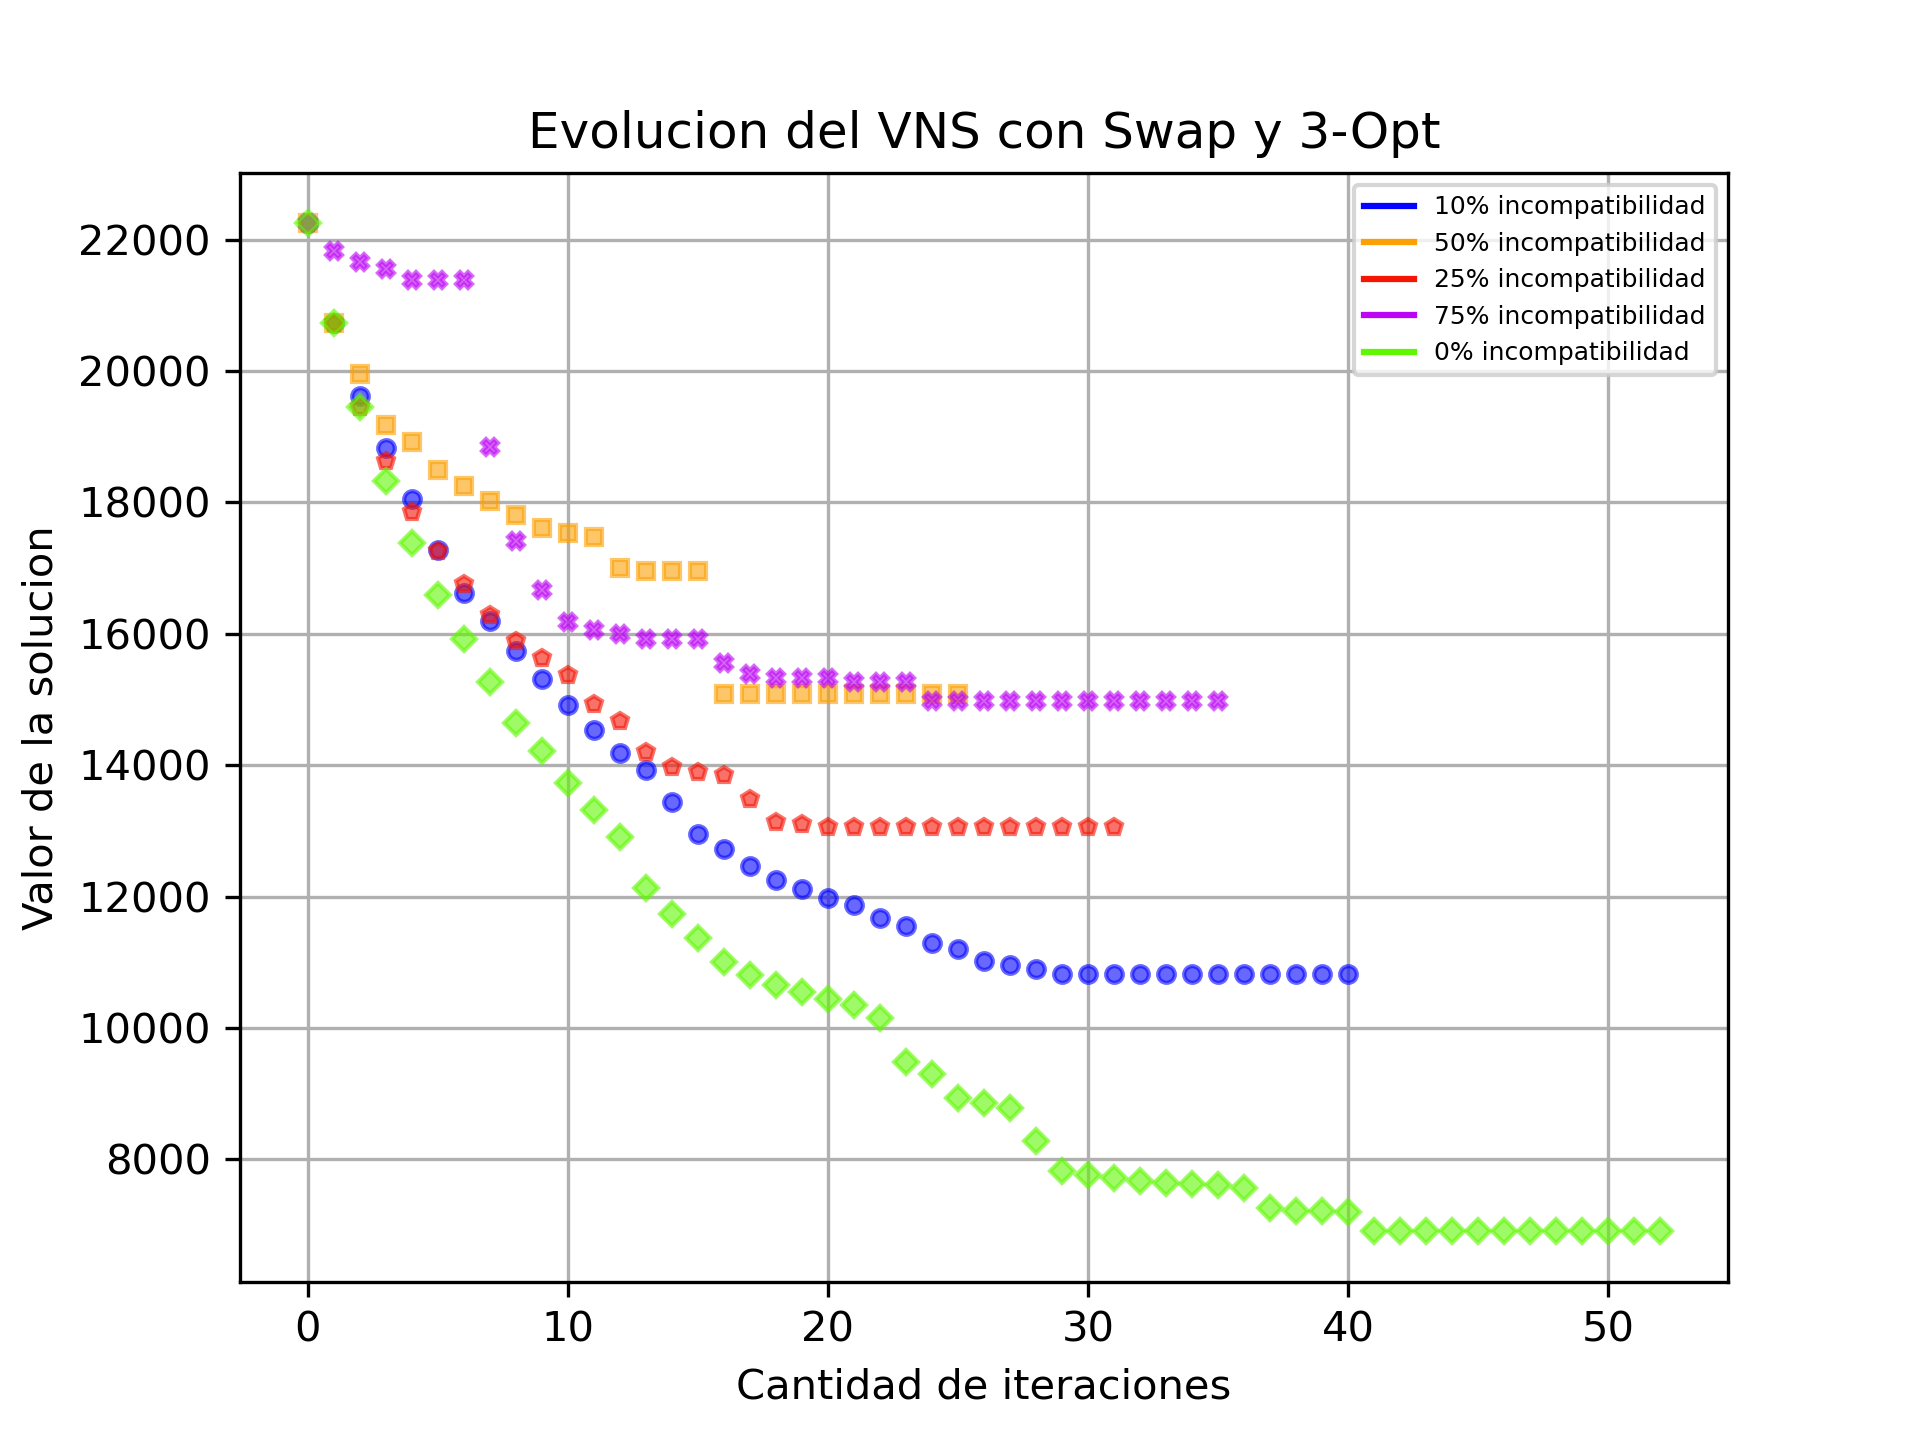 Evolucion del VNS con Swap y 3-Opt
10% incompatibilidad
50% incompatibilidad
25% incompatibilidad
75% incompatibilidad
0% incompatibilidad
22000
20000
18000
16000
14000
12000
10000
8000
Valor de la solucion
0 10 20 30 40 50
Cantidad de iteraciones